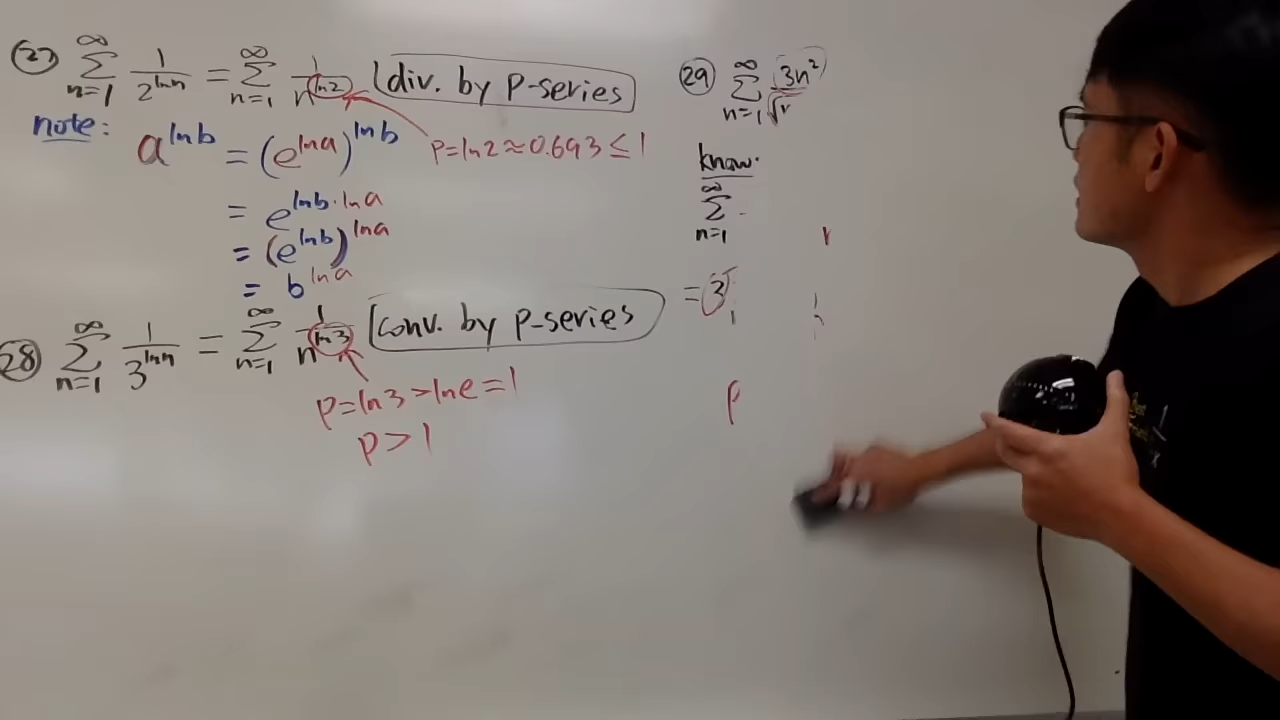 (27) ∞∑n=1 1/2^(ln n) = ∞∑n=1 1/n^(ln2) div. by p-series
note: a^(ln b) = (e^(ln a))^(ln b) p=ln2≈0.693≤1
= e^(ln b·ln a)
= (e^(ln b))^(ln a)
= b^(ln a)
(28) ∞∑n=1 1/3^(ln n) = ∞∑n=1 1/n^(ln3) conv. by p-series
p=ln3>lne=1
p>1
(29) ∞∑n=1 3n²
know:
∞∑n=1
= 3